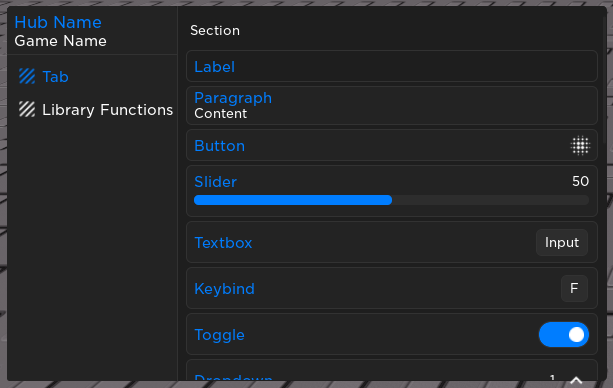 Hub Name
Game Name
Tab
Library Functions
Section
Label
Paragraph
Content
Button
Slider 50
Textbox Input
Keybind F
Toggle
Dropdown 1